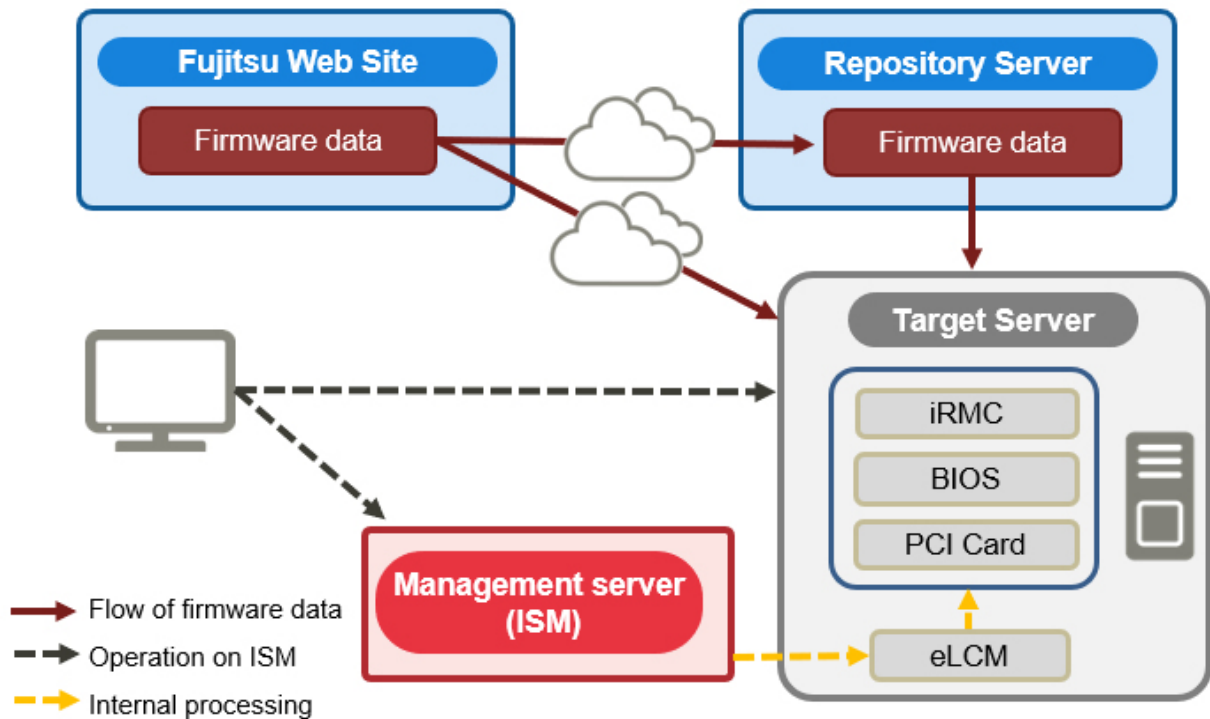 Fujitsu Web Site
Repository Server
Firmware data
Firmware data
Target Server
iRMC
BIOS
PCI Card
Management server
(ISM)
eLCM
Flow of firmware data
Operation on ISM
Internal processing